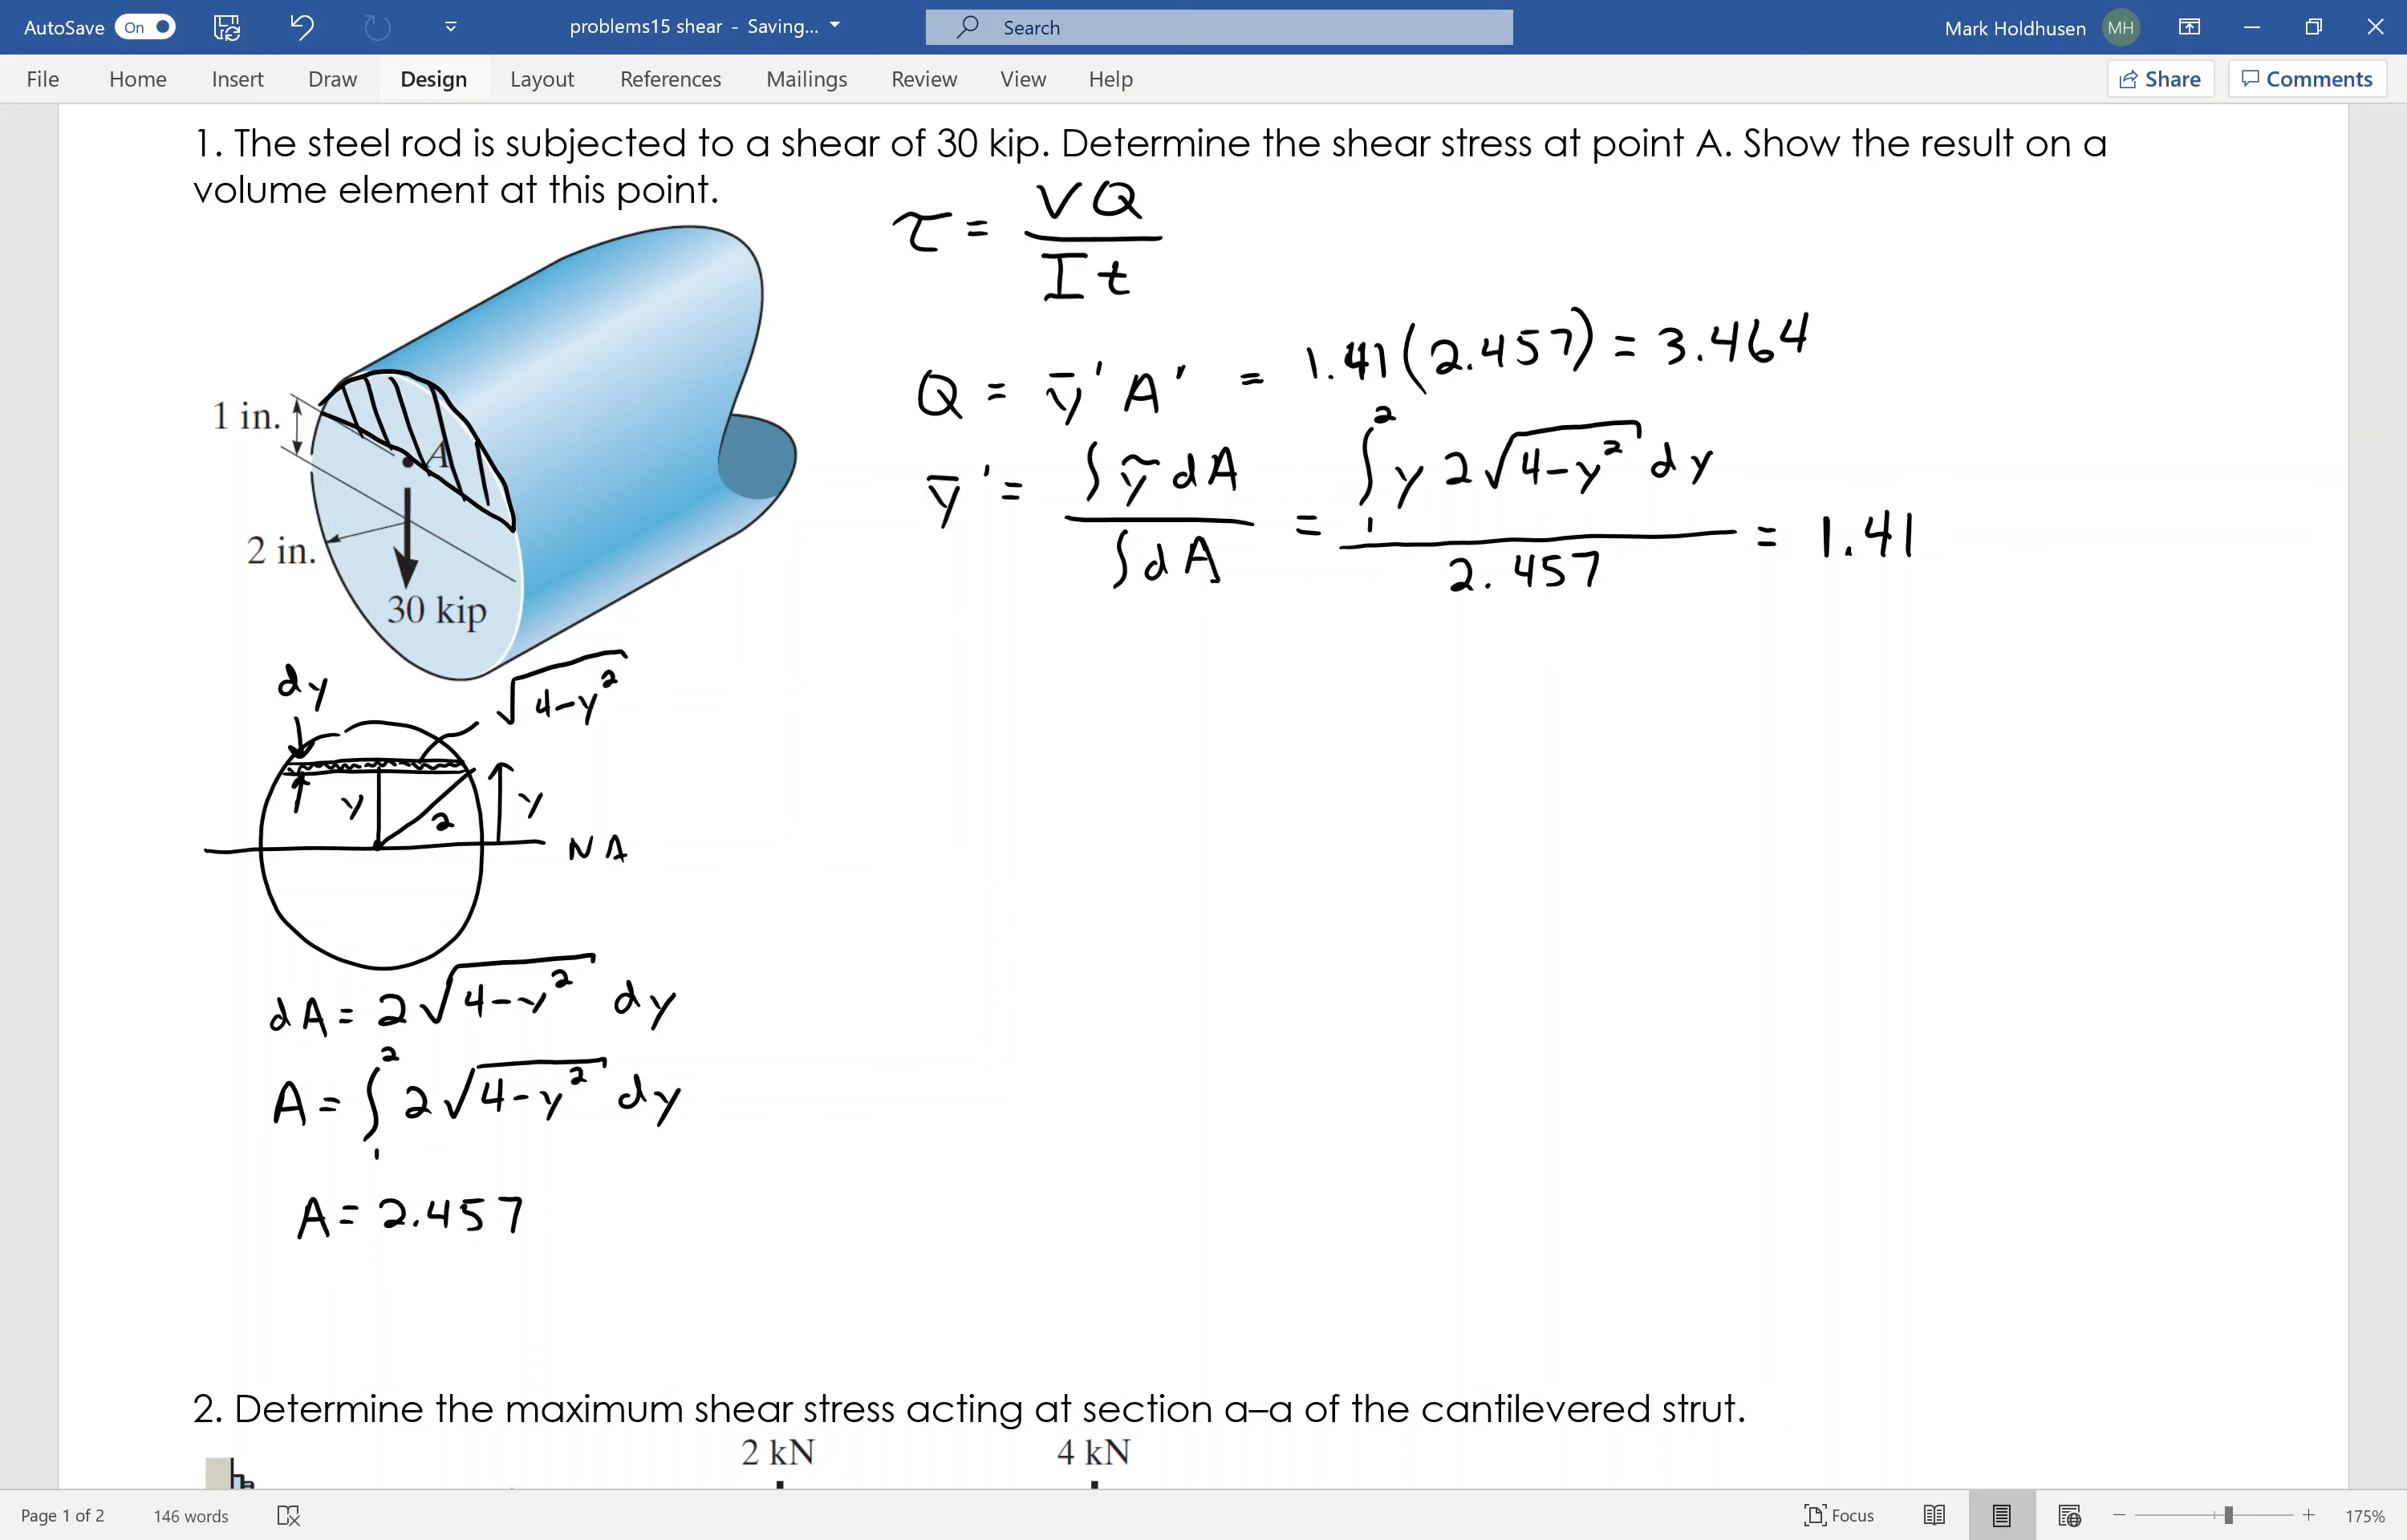 AutoSave On problems15 shear - Saving... Search Mark Holdhusen MH
File Home Insert Draw Design Layout References Mailings Review View Help Share Comments
1. The steel rod is subjected to a shear of 30 kip. Determine the shear stress at point A. Show the result on a
volume element at this point.
τ = VQ / It
Q = ȳ' A' = 1.41(2.457) = 3.464
ȳ' = ∫ỹ dA / ∫dA = ∫₁² y 2√(4-y²) dy / 2.457 = 1.41
1 in.
A
2 in.
30 kip
dy
√(4-y²)
y
2
y
NA
dA = 2√(4-y²) dy
A = ∫₁² 2√(4-y²) dy
A = 2.457
2. Determine the maximum shear stress acting at section a–a of the cantilevered strut.
2 kN 4 kN
Page 1 of 2 146 words Focus 175%